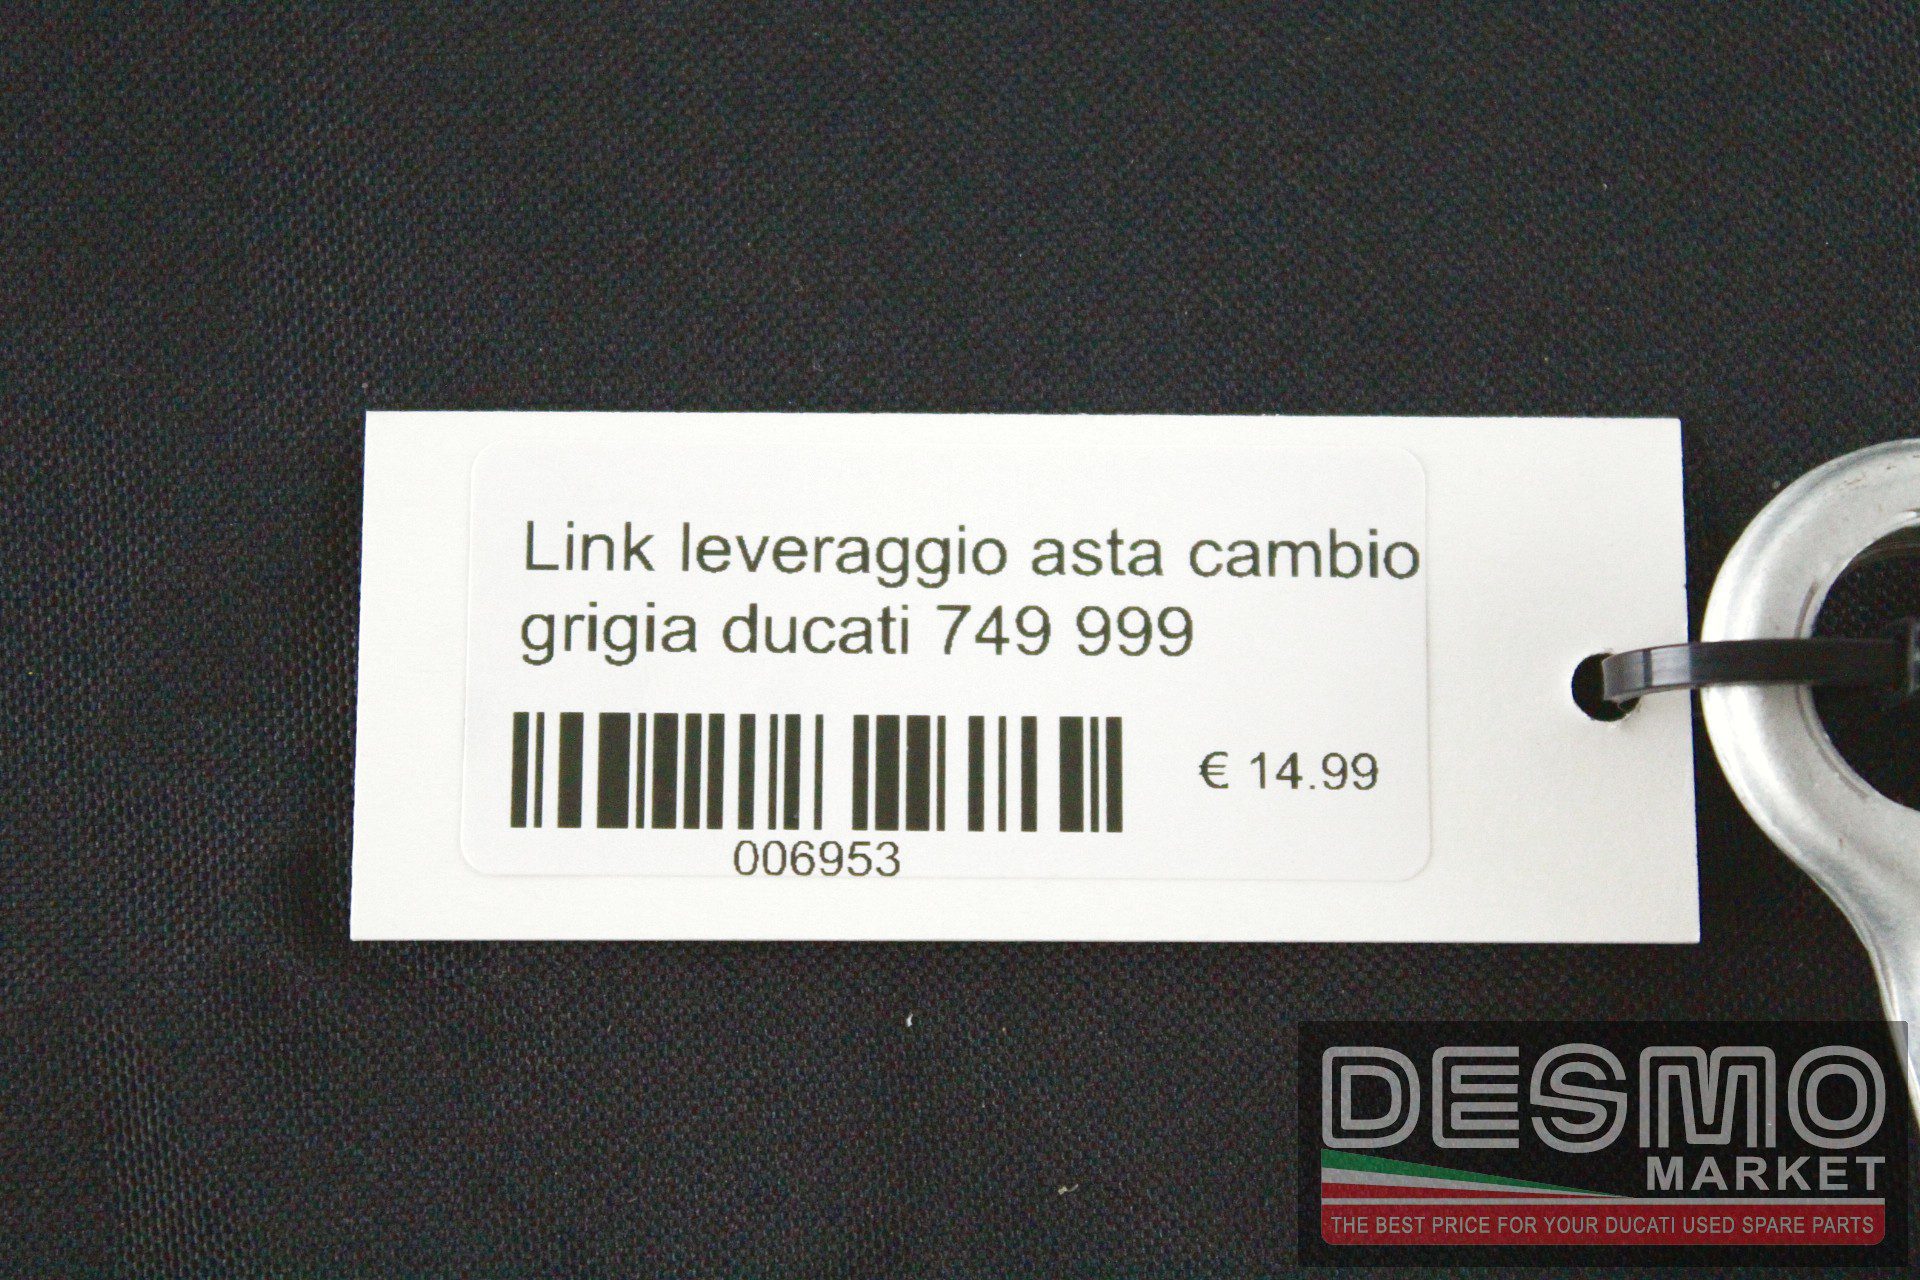 Link leveraggio asta cambio
grigia ducati 749 999
€ 14.99
006953
DESMO
MARKET
THE BEST PRICE FOR YOUR DUCATI USED SPARE PARTS